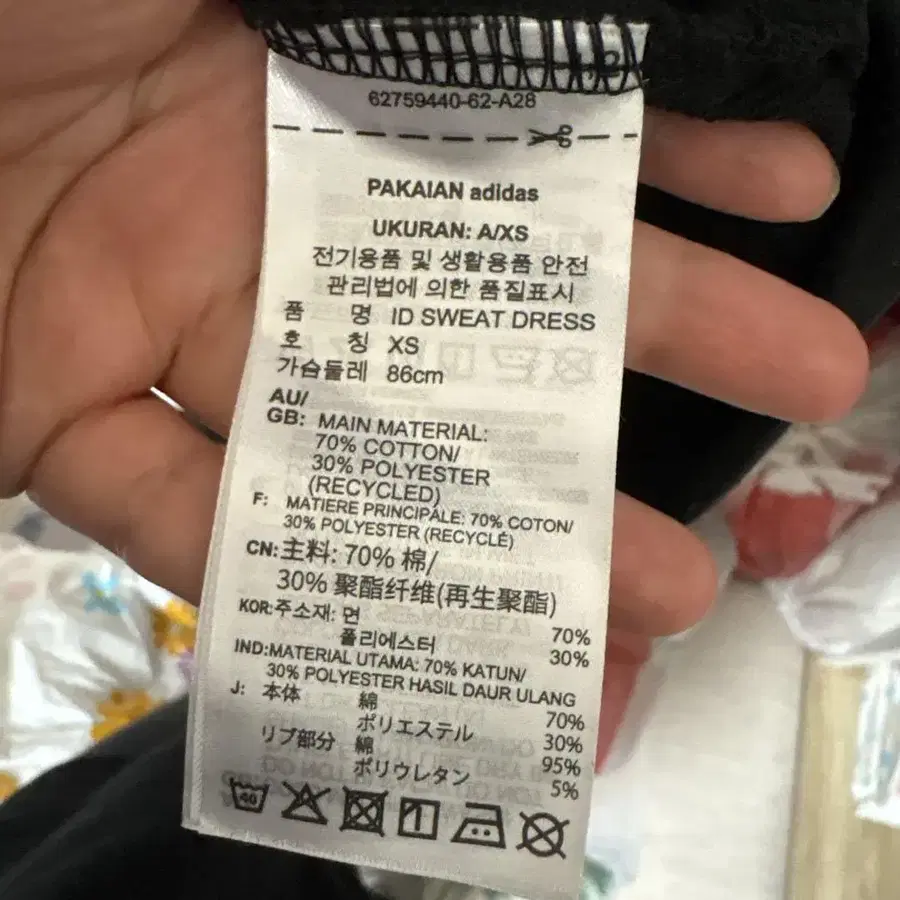 62759440-62-A28
PAKAIAN adidas
UKURAN: A/XS
전기용품 및 생활용품 안전
관리법에 의한 품질표시
품 명 ID SWEAT DRESS
호 칭 XS
가슴둘레 86cm
AU/
GB: MAIN MATERIAL:
70% COTTON/
30% POLYESTER
(RECYCLED)
F: MATIERE PRINCIPALE: 70% COTON/
30% POLYESTER (RECYCLÉ)
CN:主料: 70% 棉/
30% 聚酯纤维(再生聚酯)
KOR:주소재: 면 70%
폴리에스터 30%
IND:MATERIAL UTAMA: 70% KATUN/
30% POLYESTER HASIL DAUR ULANG
J: 本体 綿 70%
ポリエステル 30%
リブ部分 綿 95%
ポリウレタン 5%
40